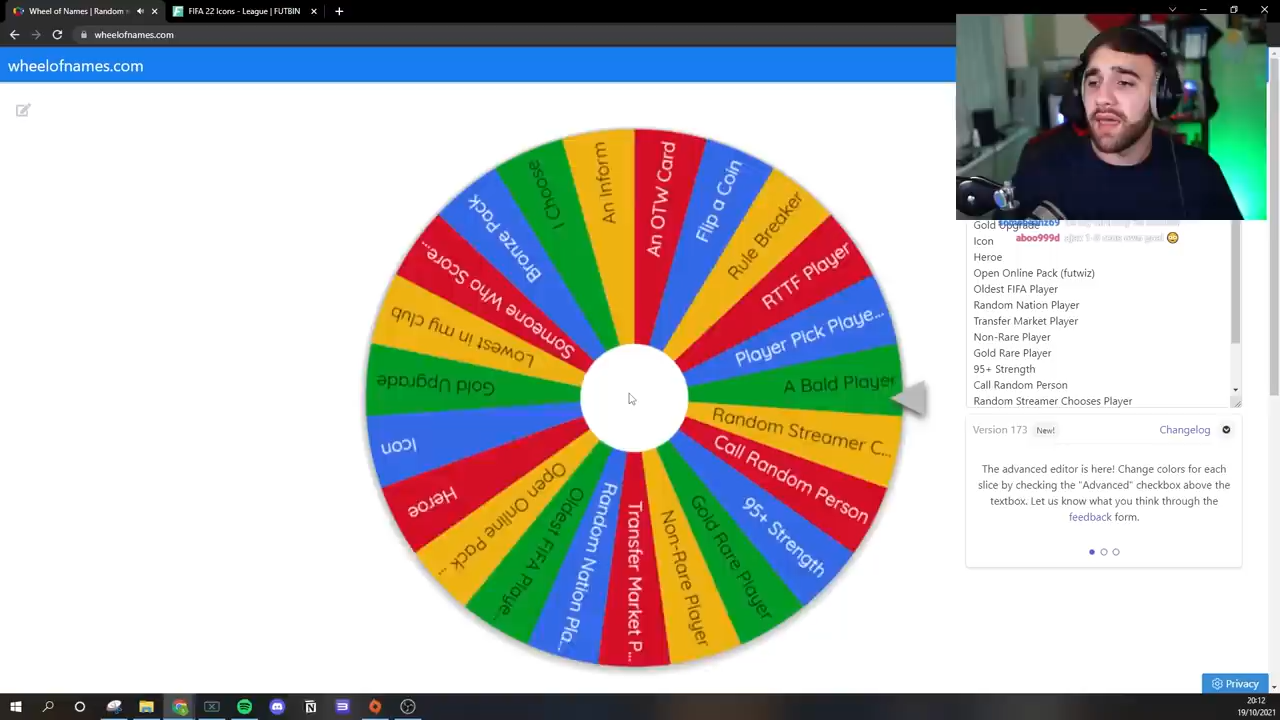 Wheel of Names | Random
FIFA 22 Icons - League | FUTBIN
wheelofnames.com
wheelofnames.com
Gold Upgrade
Icon
Heroe
Open Online Pack (futwiz)
Oldest FIFA Player
Random Nation Player
Transfer Market Player
Non-Rare Player
Gold Rare Player
95+ Strength
Call Random Person
Random Streamer Chooses Player
aboo999d
An Inform
An OTW Card
Flip a Coin
Rule Breaker
RTTF Player
Player Pick Playe...
A Bald Player
Random Streamer C...
Call Random Person
95+ Strength
Gold Rare Player
Non-Rare Player
Transfer Market P...
Random Nation Pla...
Oldest FIFA Playe...
Open Online Pack ...
Heroe
Icon
Gold Upgrade
Lowest in my club
Someone Who Score...
Bronze Pack
I Choose
Version 173 New! Changelog
The advanced editor is here! Change colors for each
slice by checking the "Advanced" checkbox above the
textbox. Let us know what you think through the
feedback form.
Privacy
20:12
19/10/2021